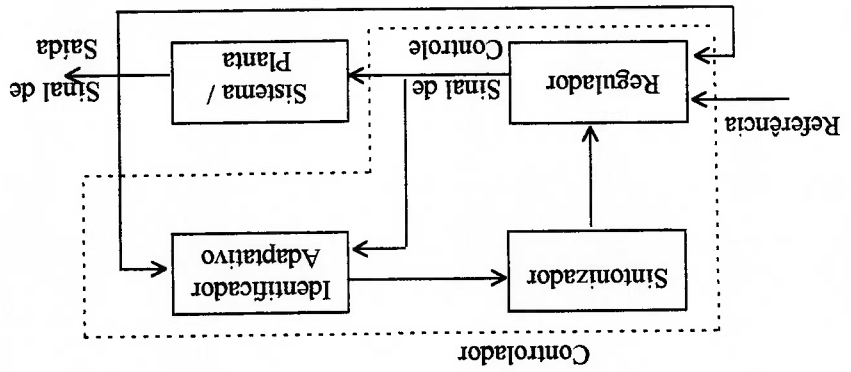 Controlador
Sintonizador
Identificador
Adaptativo
Referência
Regulador
Sinal de
Controle
Sistema /
Planta
Sinal de
Saída